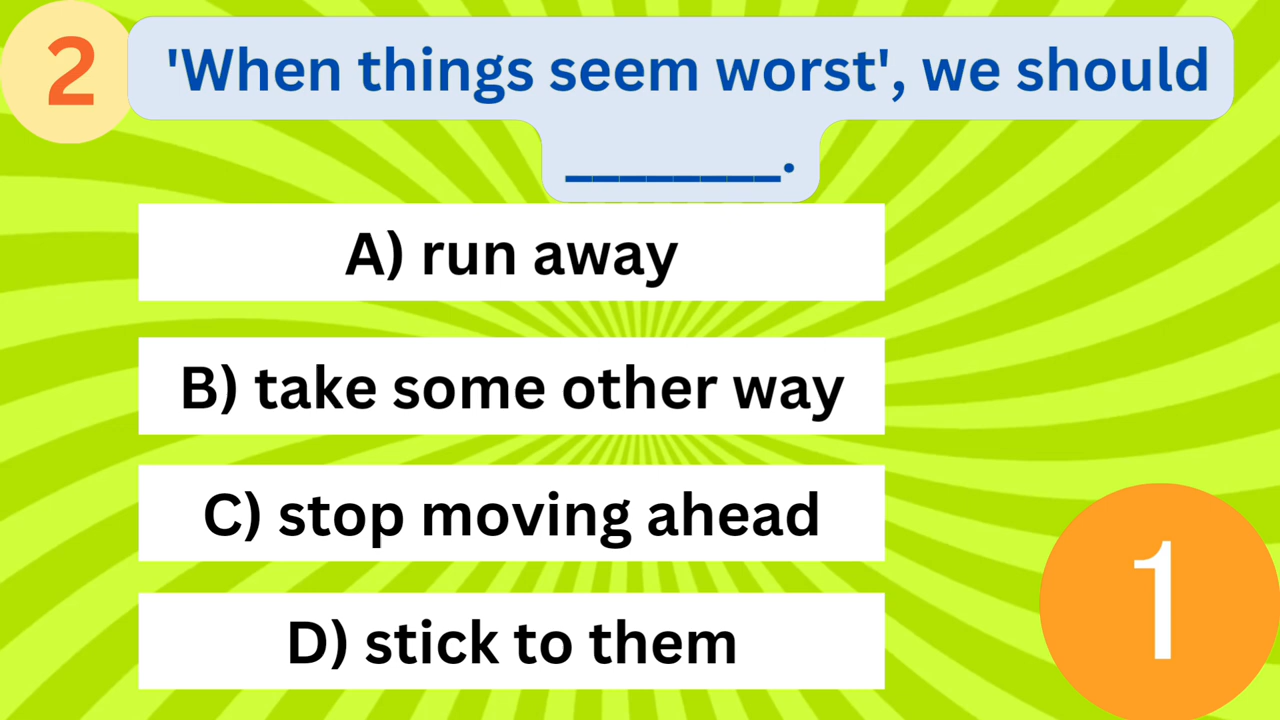 2
'When things seem worst', we should
________.
A) run away
B) take some other way
C) stop moving ahead
D) stick to them
1